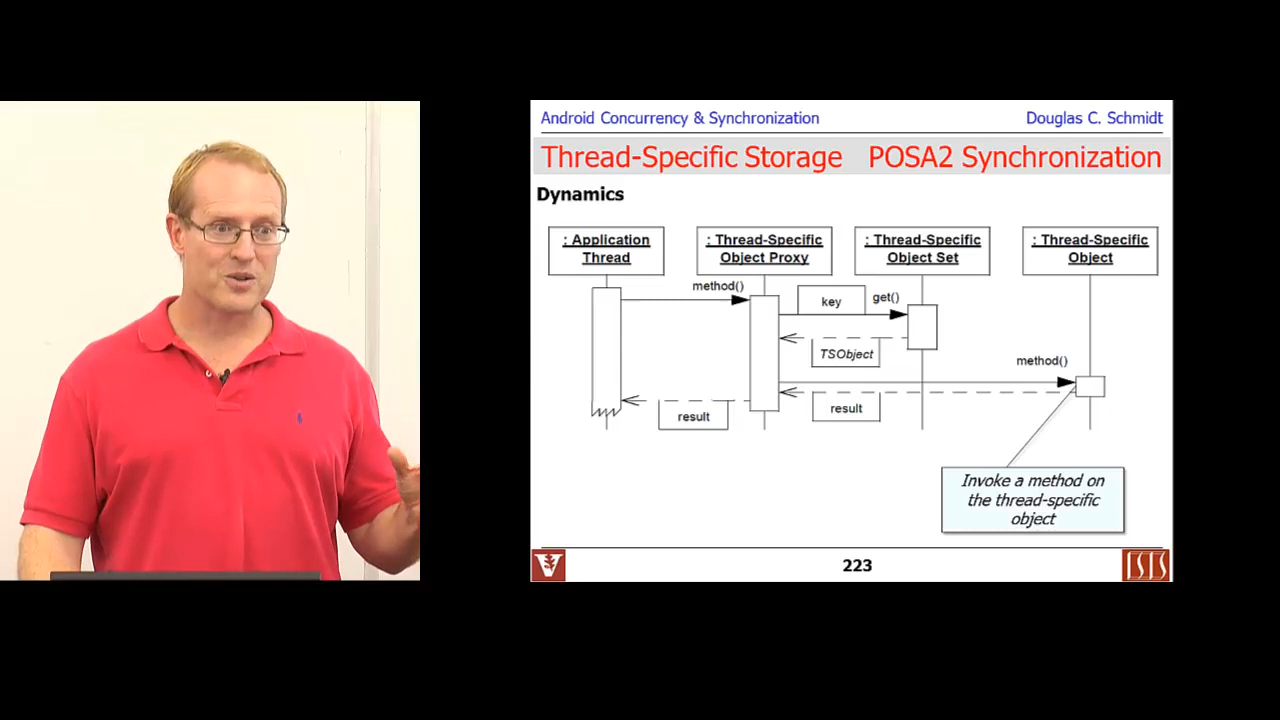 Android Concurrency & Synchronization Douglas C. Schmidt
Thread-Specific Storage POSA2 Synchronization
Dynamics
: Application
Thread
: Thread-Specific
Object Proxy
: Thread-Specific
Object Set
: Thread-Specific
Object
method()
key
get()
TSObject
method()
result
result
Invoke a method on
the thread-specific
object
223
V
ISIS